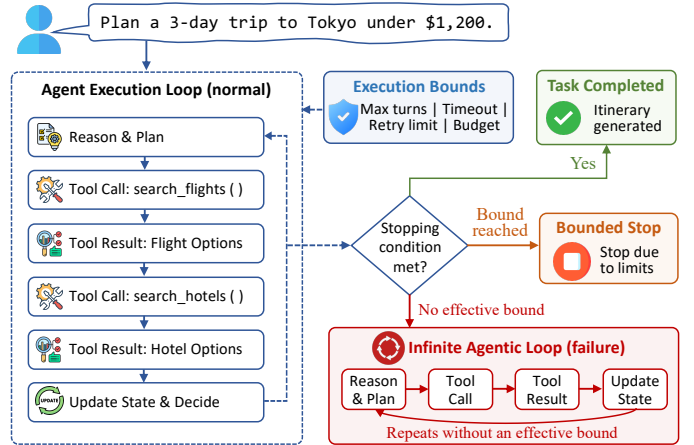 Plan a 3-day trip to Tokyo under $1,200.
Agent Execution Loop (normal)
Reason & Plan
Tool Call: search_flights ( )
Tool Result: Flight Options
Tool Call: search_hotels ( )
Tool Result: Hotel Options
UPDATE
Update State & Decide
Execution Bounds
Max turns | Timeout |
Retry limit | Budget
Task Completed
Itinerary
generated
Yes
Stopping
condition
met?
Bound
reached
Bounded Stop
Stop due
to limits
No effective bound
Infinite Agentic Loop (failure)
Reason
& Plan
Tool
Call
Tool
Result
Update
State
Repeats without an effective bound